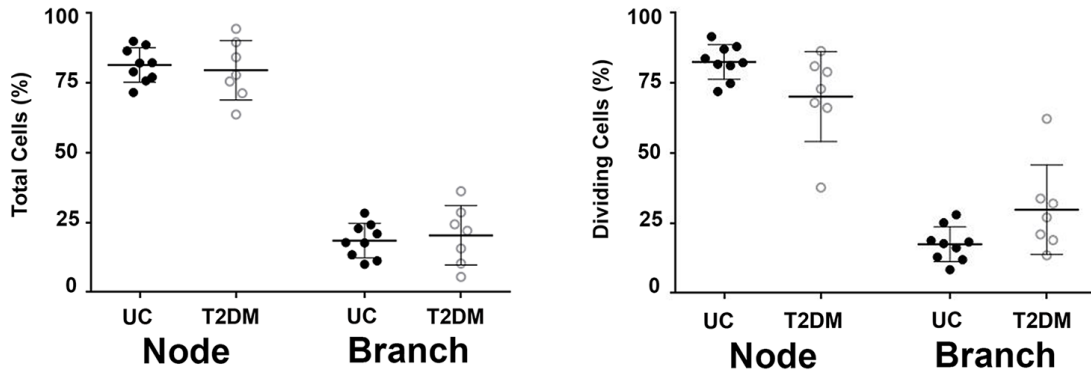 Total Cells (%)
100
75
50
25
0
UC
T2DM
UC
T2DM
Node
Branch
Dividing Cells (%)
100
75
50
25
0
UC
T2DM
UC
T2DM
Node
Branch